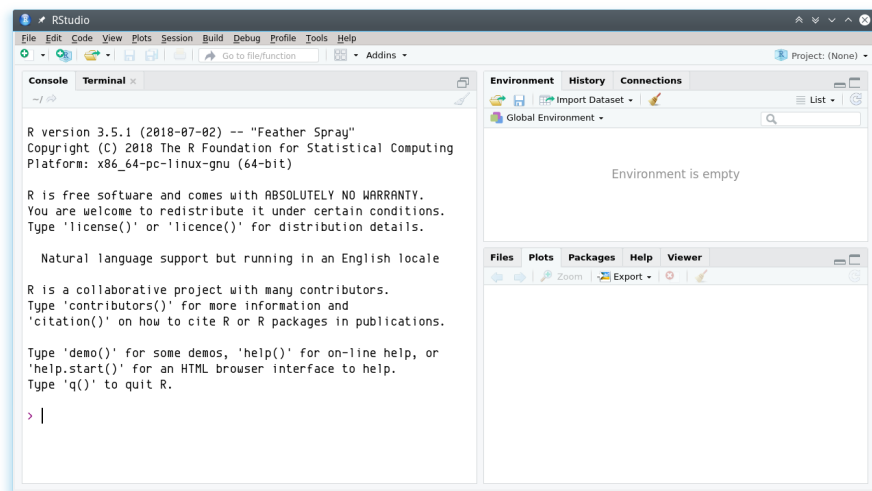 RStudio
File Edit Code View Plots Session Build Debug Profile Tools Help
Go to file/function Addins Project: (None)
Console Terminal
~/
R version 3.5.1 (2018-07-02) -- "Feather Spray"
Copyright (C) 2018 The R Foundation for Statistical Computing
Platform: x86_64-pc-linux-gnu (64-bit)
R is free software and comes with ABSOLUTELY NO WARRANTY.
You are welcome to redistribute it under certain conditions.
Type 'license()' or 'licence()' for distribution details.
Natural language support but running in an English locale
R is a collaborative project with many contributors.
Type 'contributors()' for more information and
'citation()' on how to cite R or R packages in publications.
Type 'demo()' for some demos, 'help()' for on-line help, or
'help.start()' for an HTML browser interface to help.
Type 'q()' to quit R.
>
Environment History Connections
Import Dataset List
Global Environment
Environment is empty
Files Plots Packages Help Viewer
Zoom Export